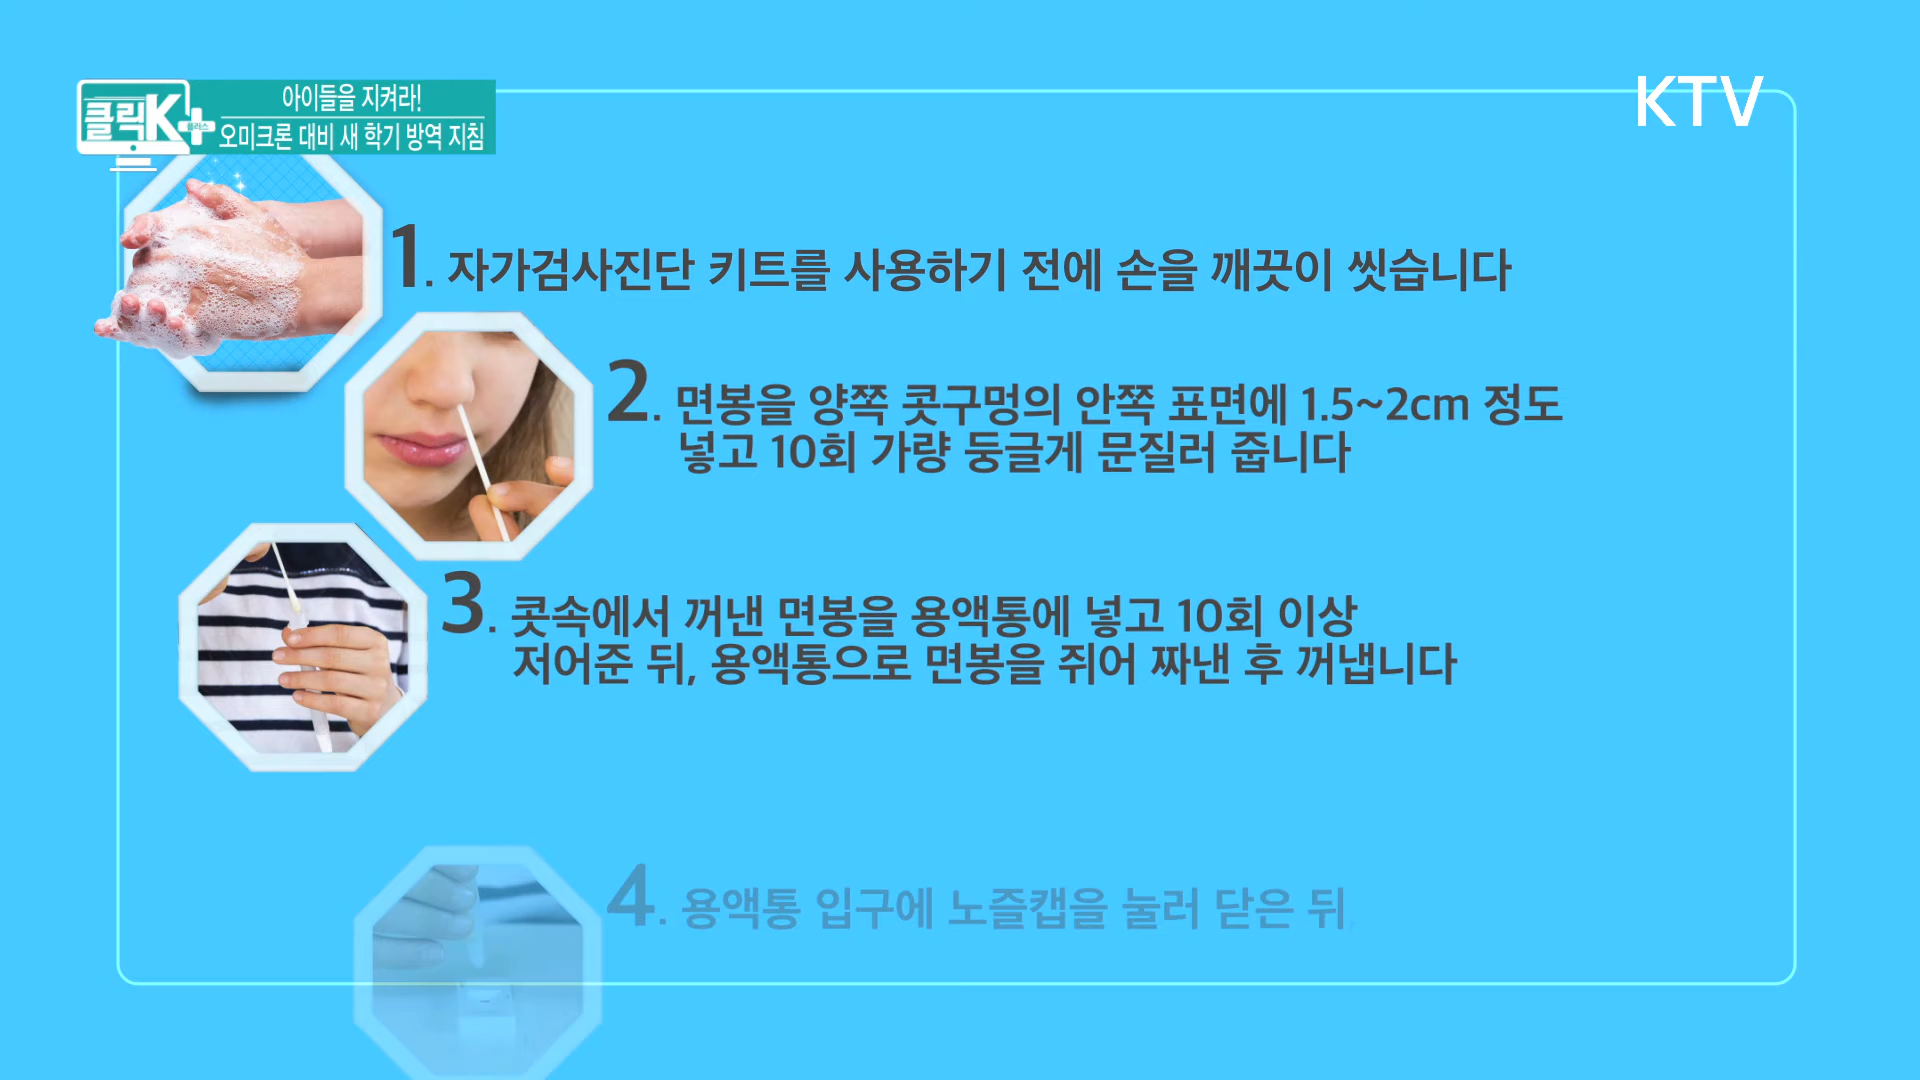 클릭K+
플러스
아이들을 지켜라!
오미크론 대비 새 학기 방역 지침
KTV
1. 자가검사진단 키트를 사용하기 전에 손을 깨끗이 씻습니다
2. 면봉을 양쪽 콧구멍의 안쪽 표면에 1.5~2cm 정도
넣고 10회 가량 둥글게 문질러 줍니다
3. 콧속에서 꺼낸 면봉을 용액통에 넣고 10회 이상
저어준 뒤, 용액통으로 면봉을 쥐어 짜낸 후 꺼냅니다
4. 용액통 입구에 노즐캡을 눌러 닫은 뒤